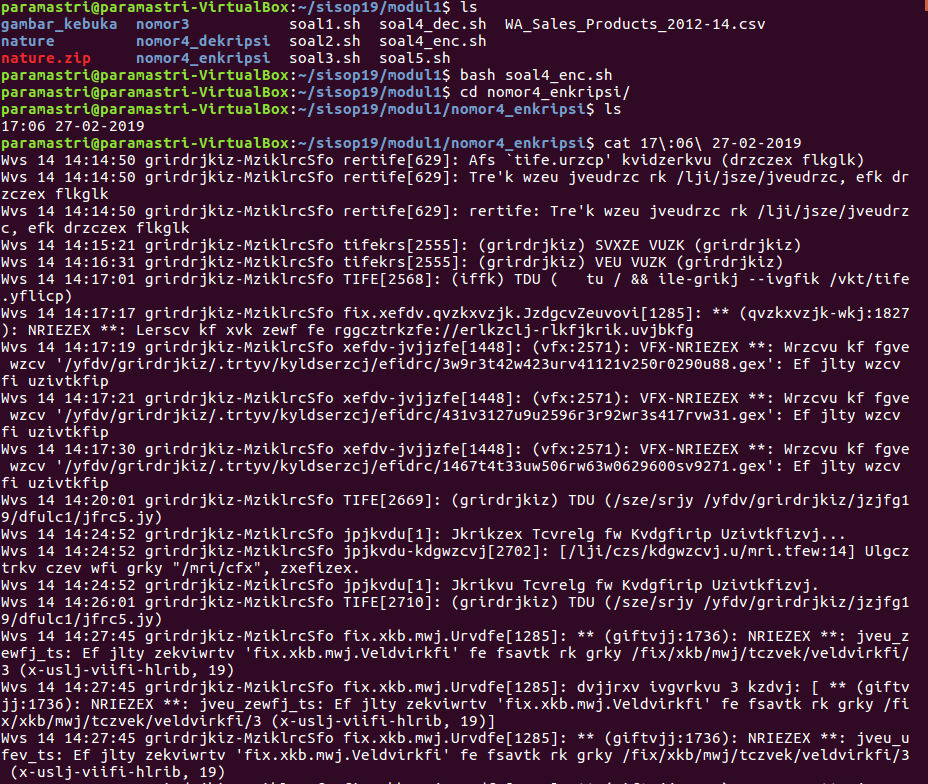 paramastri@paramastri-VirtualBox:~/sisop19/modul1$ ls
gambar_kebuka  nomor3           soal1.sh  soal4_dec.sh  WA_Sales_Products_2012-14.csv
nature         nomor4_dekripsi  soal2.sh  soal4_enc.sh
nature.zip     nomor4_enkripsi  soal3.sh  soal5.sh
paramastri@paramastri-VirtualBox:~/sisop19/modul1$ bash soal4_enc.sh
paramastri@paramastri-VirtualBox:~/sisop19/modul1$ cd nomor4_enkripsi/
paramastri@paramastri-VirtualBox:~/sisop19/modul1/nomor4_enkripsi$ ls
17:06 27-02-2019
paramastri@paramastri-VirtualBox:~/sisop19/modul1/nomor4_enkripsi$ cat 17\:06\ 27-02-2019
Wvs 14 14:14:50 grirdrjkiz-MziklrcSfo rertife[629]: Afs `tife.urzcp' kvidzerkvu (drzczex flkglk)
Wvs 14 14:14:50 grirdrjkiz-MziklrcSfo rertife[629]: Tre'k wzeu jveudrzc rk /lji/jsze/jveudrzc, efk dr
zczex flkglk
Wvs 14 14:14:50 grirdrjkiz-MziklrcSfo rertife[629]: rertife: Tre'k wzeu jveudrzc rk /lji/jsze/jveudrz
c, efk drzczex flkglk
Wvs 14 14:15:21 grirdrjkiz-MziklrcSfo tifekrs[2555]: (grirdrjkiz) SVXZE VUZK (grirdrjkiz)
Wvs 14 14:16:31 grirdrjkiz-MziklrcSfo tifekrs[2555]: (grirdrjkiz) VEU VUZK (grirdrjkiz)
Wvs 14 14:17:01 grirdrjkiz-MziklrcSfo TIFE[2568]: (iffk) TDU (   tu / && ile-grikj --ivgfik /vkt/tife
.yflicp)
Wvs 14 14:17:17 grirdrjkiz-MziklrcSfo fix.xefdv.qvzkxvzjk.JzdgcvZeuvovi[1285]: ** (qvzkxvzjk-wkj:1827
): NRIEZEX **: Lerscv kf xvk zewf fe rggcztrkzfe://erlkzclj-rlkfjkrik.uvjbkfg
Wvs 14 14:17:19 grirdrjkiz-MziklrcSfo xefdv-jvjjzfe[1448]: (vfx:2571): VFX-NRIEZEX **: Wrzcvu kf fgve
 wzcv '/yfdv/grirdrjkiz/.trtyv/kyldserzcj/efidrc/3w9r3t42w423urv41121v250r0290u88.gex': Ef jlty wzcv
fi uzivtkfip
Wvs 14 14:17:21 grirdrjkiz-MziklrcSfo xefdv-jvjjzfe[1448]: (vfx:2571): VFX-NRIEZEX **: Wrzcvu kf fgve
 wzcv '/yfdv/grirdrjkiz/.trtyv/kyldserzcj/efidrc/431v3127u9u2596r3r92wr3s417rvw31.gex': Ef jlty wzcv
fi uzivtkfip
Wvs 14 14:17:30 grirdrjkiz-MziklrcSfo xefdv-jvjjzfe[1448]: (vfx:2571): VFX-NRIEZEX **: Wrzcvu kf fgve
 wzcv '/yfdv/grirdrjkiz/.trtyv/kyldserzcj/efidrc/1467t4t33uw506rw63w0629600sv9271.gex': Ef jlty wzcv
fi uzivtkfip
Wvs 14 14:20:01 grirdrjkiz-MziklrcSfo TIFE[2669]: (grirdrjkiz) TDU (/sze/srjy /yfdv/grirdrjkiz/jzjfg1
9/dfulc1/jfrc5.jy)
Wvs 14 14:24:52 grirdrjkiz-MziklrcSfo jpjkvdu[1]: Jkrikzex Tcvrelg fw Kvdgfirip Uzivtkfizvj...
Wvs 14 14:24:52 grirdrjkiz-MziklrcSfo jpjkvdu-kdgwzcvj[2702]: [/lji/czs/kdgwzcvj.u/mri.tfew:14] Ulgcz
trkv czev wfi grky "/mri/cfx", zxefizex.
Wvs 14 14:24:52 grirdrjkiz-MziklrcSfo jpjkvdu[1]: Jkrikvu Tcvrelg fw Kvdgfirip Uzivtkfizvj.
Wvs 14 14:26:01 grirdrjkiz-MziklrcSfo TIFE[2710]: (grirdrjkiz) TDU (/sze/srjy /yfdv/grirdrjkiz/jzjfg1
9/dfulc1/jfrc5.jy)
Wvs 14 14:27:45 grirdrjkiz-MziklrcSfo fix.xkb.mwj.Urvdfe[1285]: ** (giftvjj:1736): NRIEZEX **: jveu_z
ewfj_ts: Ef jlty zekviwrtv 'fix.xkb.mwj.Veldvirkfi' fe fsavtk rk grky /fix/xkb/mwj/tczvek/veldvirkfi/
3 (x-uslj-viifi-hlrib, 19)
Wvs 14 14:27:45 grirdrjkiz-MziklrcSfo fix.xkb.mwj.Urvdfe[1285]: dvjjrxv ivgvrkvu 3 kzdvj: [ ** (giftv
jj:1736): NRIEZEX **: jveu_zewfj_ts: Ef jlty zekviwrtv 'fix.xkb.mwj.Veldvirkfi' fe fsavtk rk grky /fi
x/xkb/mwj/tczvek/veldvirkfi/3 (x-uslj-viifi-hlrib, 19)]
Wvs 14 14:27:45 grirdrjkiz-MziklrcSfo fix.xkb.mwj.Urvdfe[1285]: ** (giftvjj:1736): NRIEZEX **: jveu_u
fev_ts: Ef jlty zekviwrtv 'fix.xkb.mwj.Veldvirkfi' fe fsavtk rk grky /fix/xkb/mwj/tczvek/veldvirkfi/3
 (x-uslj-viifi-hlrib, 19)